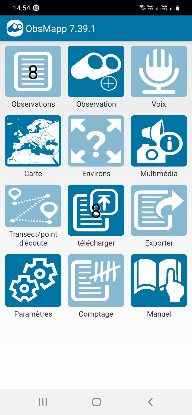 14:54
ObsMapp 7.39.1
8
Observations
Observation
Voix
Carte
Environs
Multimédia
8
Transect/point
d'écoute
télécharger
Exporter
Paramètres
Comptage
Manuel